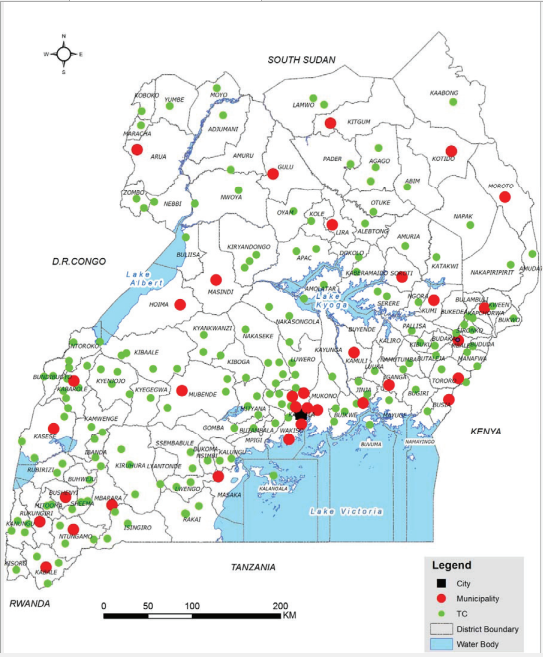 N
W
E
S
SOUTH SUDAN
KOBOKO
YUMBE
MOYO
LAMWO
KAABONG
ADJUMANI
KITGUM
MARACHA
ARUA
AMURU
GULU
PADER
AGAGO
KOTIDO
ABIM
MOROTO
ZOMBO
NEBBI
NWOYA
OTUKE
OYAM
KOLE
LIRA
ALEBTONG
NAPAK
AMURIA
KIRYANDONGO
BULIISA
APAC
DOKOLO
KATAKWI
D.R.CONGO
KABERAMAIDO
SOROTI
NAKAPIRIPIRIT
AMUDAT
Lake
Albert
MASINDI
AMOLATAR
NGORA
BULAMBULI
HOIMA
Lake
Kyoga
SERERE
KUMI
BUKEDEA
KAPCHORWA
KWEEN
BUKWO
NAKASONGOLA
KYANKWANZI
NAKASEKE
BUYENDE
PALLISA
SIRONKO
BUDAKA
NTOROKO
KIBAALE
KIBOGA
LUWERO
KAYUNGA
KALIRO
KIBUKU
MANAFWA
KAMULI
LUUKA
NAMUTUMBA
BUTALEJA
BUNDIBUGYO
KABAROLE
KYENJOJO
KYEGEGWA
MUBENDE
MITYANA
MUKONO
JINJA
IGANGA
TORORO
BUGIRI
KAMWENGE
GOMBA
BUTAMBALA
WAKISO
BUIKWE
MAYUGE
BUSIA
KASESE
MPIGI
SSEMBABULE
BUKOMANSIMBI
KALUNGU
BUVUMA
NAMAYINGO
KENYA
IBANDA
RUBIRIZI
KIRUHURA
LYANTONDE
BUHWEJU
LWENGO
MASAKA
KALANGALA
BUSHENYI
MBARARA
MITOOMA
SHEEMA
RUKUNGIRI
KANUNGU
ISINGIRO
RAKAI
Lake Victoria
NTUNGAMO
KISORO
KABALE
TANZANIA
RWANDA
0
50
100
200
KM
Legend
City
Municipality
TC
District Boundary
Water Body